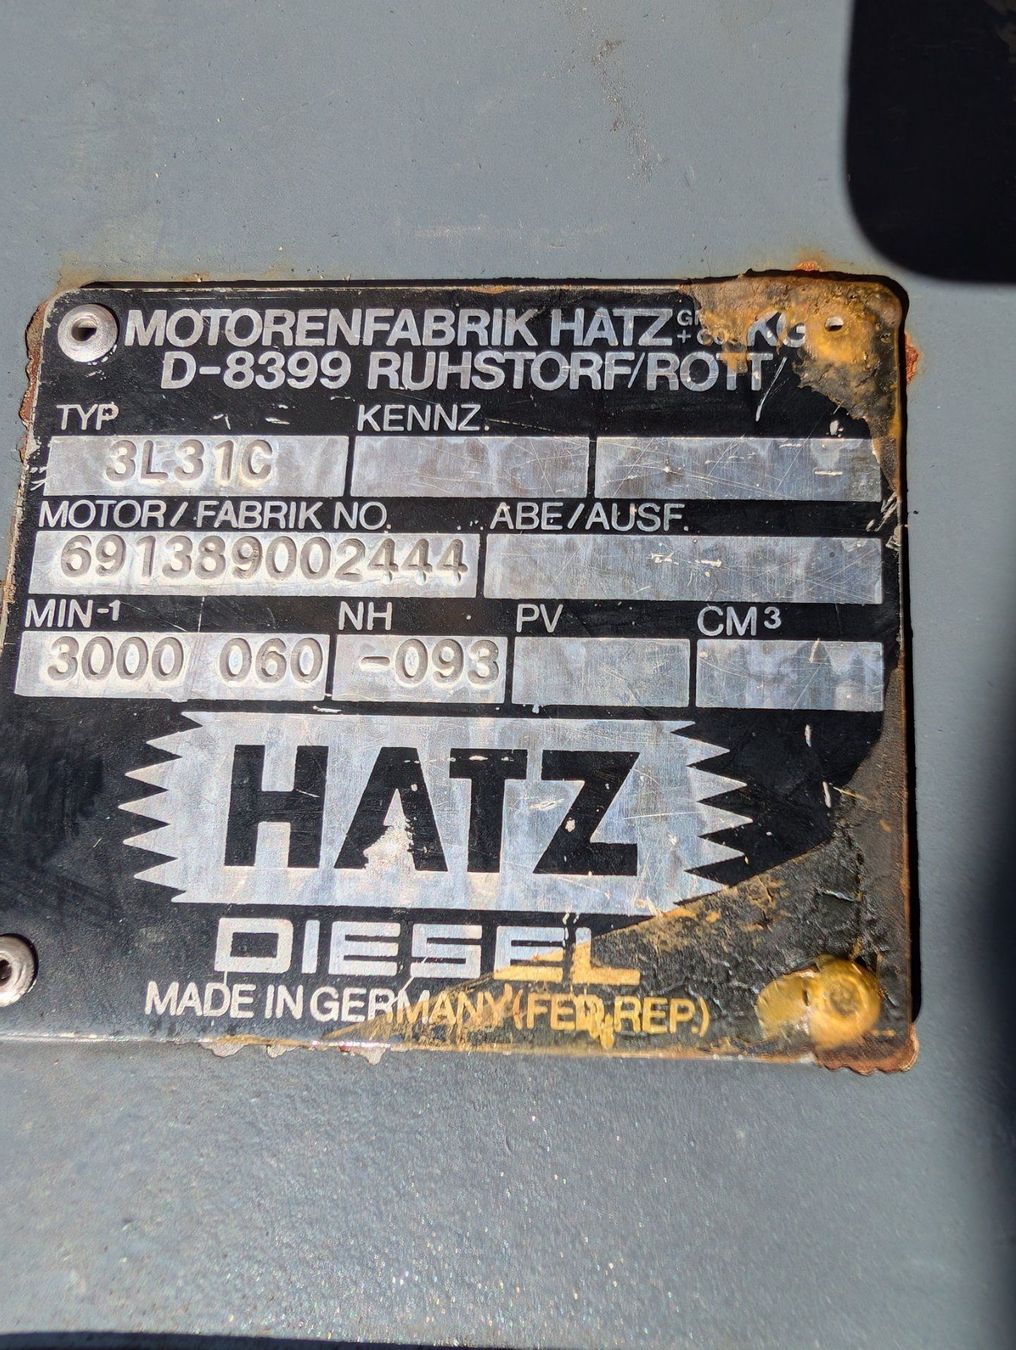 MOTORENFABRIK HATZ KG
D-8399 RUHSTORF/ROTT
TYP KENNZ.
3L31C -
MOTOR/FABRIK NO. ABE/AUSF.
691389002444
MIN-1 NH PV CM3
3000 060 -093
HATZ
DIESEL
MADE IN GERMANY (FED. REP.)